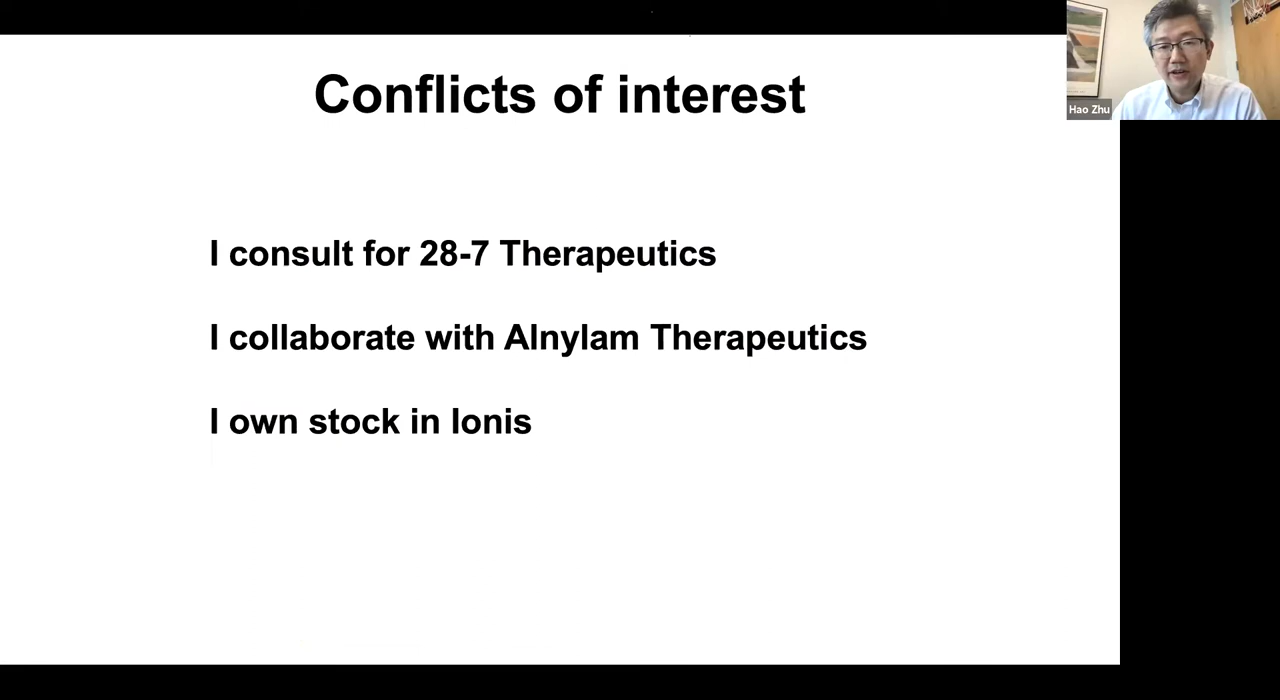 Conflicts of interest
Hao Zhu
I consult for 28-7 Therapeutics
I collaborate with Alnylam Therapeutics
I own stock in Ionis